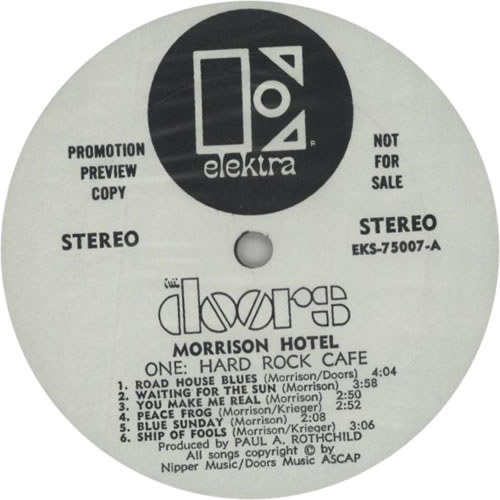 elektra
R
PROMOTION
PREVIEW
COPY
NOT
FOR
SALE
STEREO
STEREO
EKS-75007-A
the
doors
MORRISON HOTEL
ONE: HARD ROCK CAFE
1. ROAD HOUSE BLUES (Morrison/Doors) 4:04
2. WAITING FOR THE SUN (Morrison) 3:58
3. YOU MAKE ME REAL (Morrison) 2:50
4. PEACE FROG (Morrison/Krieger) 2:52
5. BLUE SUNDAY (Morrison) 2:08
6. SHIP OF FOOLS (Morrison/Krieger) 3:06
Produced by PAUL A. ROTHCHILD
All songs copyright © by
Nipper Music/Doors Music ASCAP